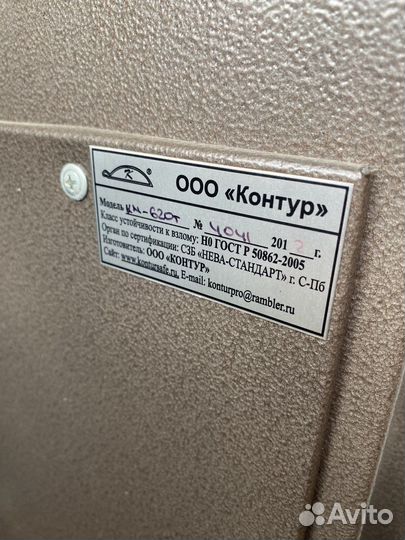 К
ООО «Контур»
Модель КМ-620т № 4041 201 г.
Класс устойчивости к взлому: H0 ГОСТ Р 50862-2005
Орган по сертификации: СЗБ «НЕВА-СТАНДАРТ» г. С-Пб
Изготовитель: ООО «КОНТУР»
Сайт: www.kontursafe.ru, E-mail: konturpro@rambler.ru
Avito